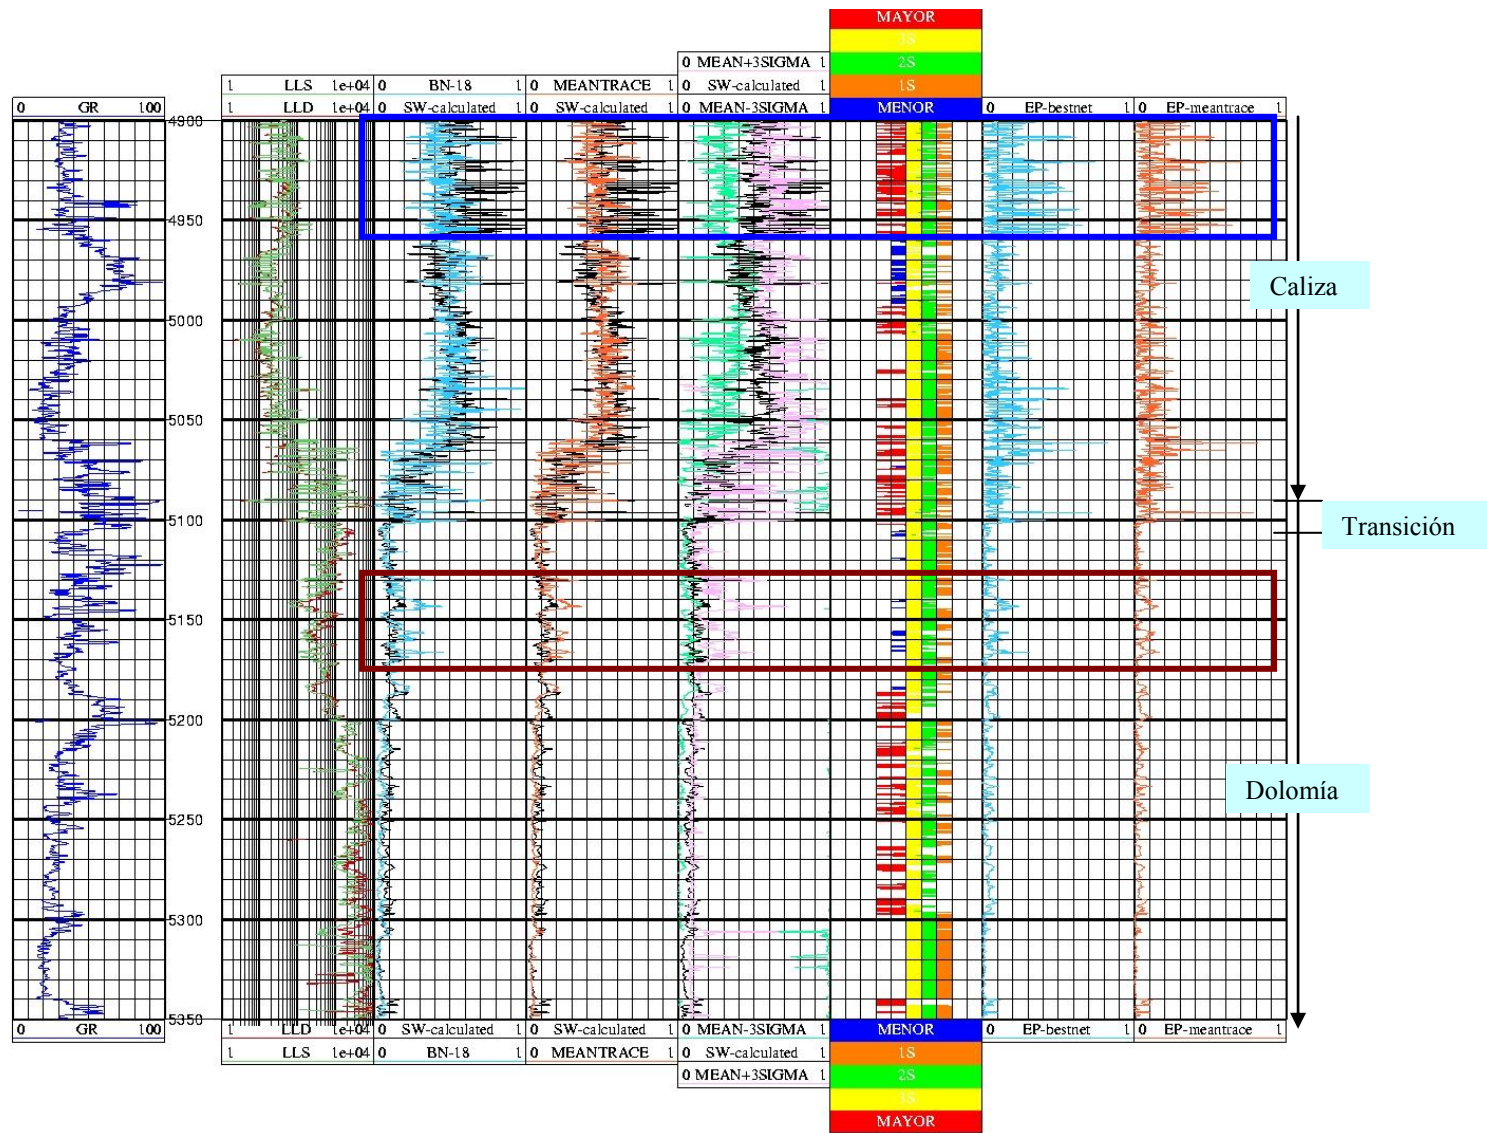 MAYOR
3S
0 MEAN+3SIGMA 1 2S
1 LLS 1e+04 0 BN-18 1 0 MEANTRACE 1 0 SW-calculated 1 1S
0 GR 100 1 LLD 1e+04 0 SW-calculated 1 0 SW-calculated 1 0 MEAN-3SIGMA 1 MENOR 0 EP-bestnet 1 0 EP-meantrace 1
4900
4950
Caliza
5000
5050
5100
Transición
5150
5200
Dolomía
5250
5300
5350
0 GR 100 1 LLD 1e+04 0 SW-calculated 1 0 SW-calculated 1 0 MEAN-3SIGMA 1 MENOR 0 EP-bestnet 1 0 EP-meantrace 1
1 LLS 1e+04 0 BN-18 1 0 MEANTRACE 1 0 SW-calculated 1 1S
0 MEAN+3SIGMA 1 2S
3S
MAYOR